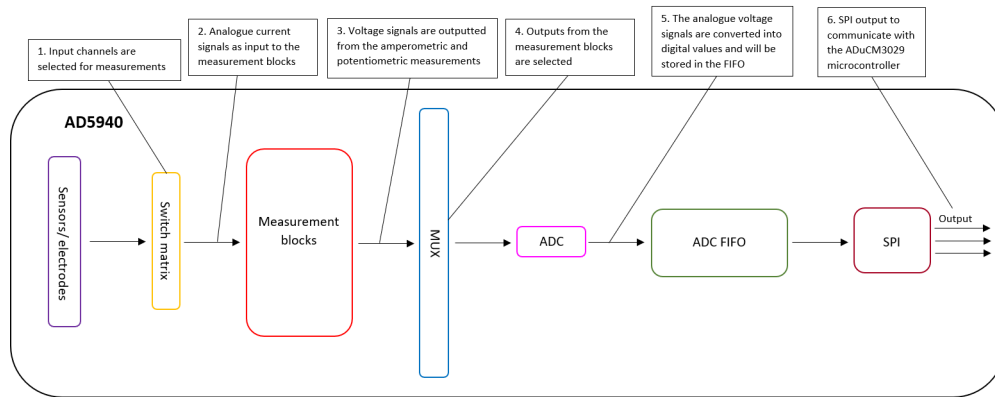 1. Input channels are
selected for measurements
2. Analogue current
signals as input to the
measurement blocks
3. Voltage signals are outputted
from the amperometric and
potentiometric measurements
4. Outputs from the
measurement blocks
are selected
5. The analogue voltage
signals are converted into
digital values and will be
stored in the FIFO
6. SPI output to
communicate with the
ADuCM3029
microcontroller
AD5940
Sensors/ electrodes
Switch matrix
Measurement
blocks
MUX
ADC
ADC FIFO
SPI
Output